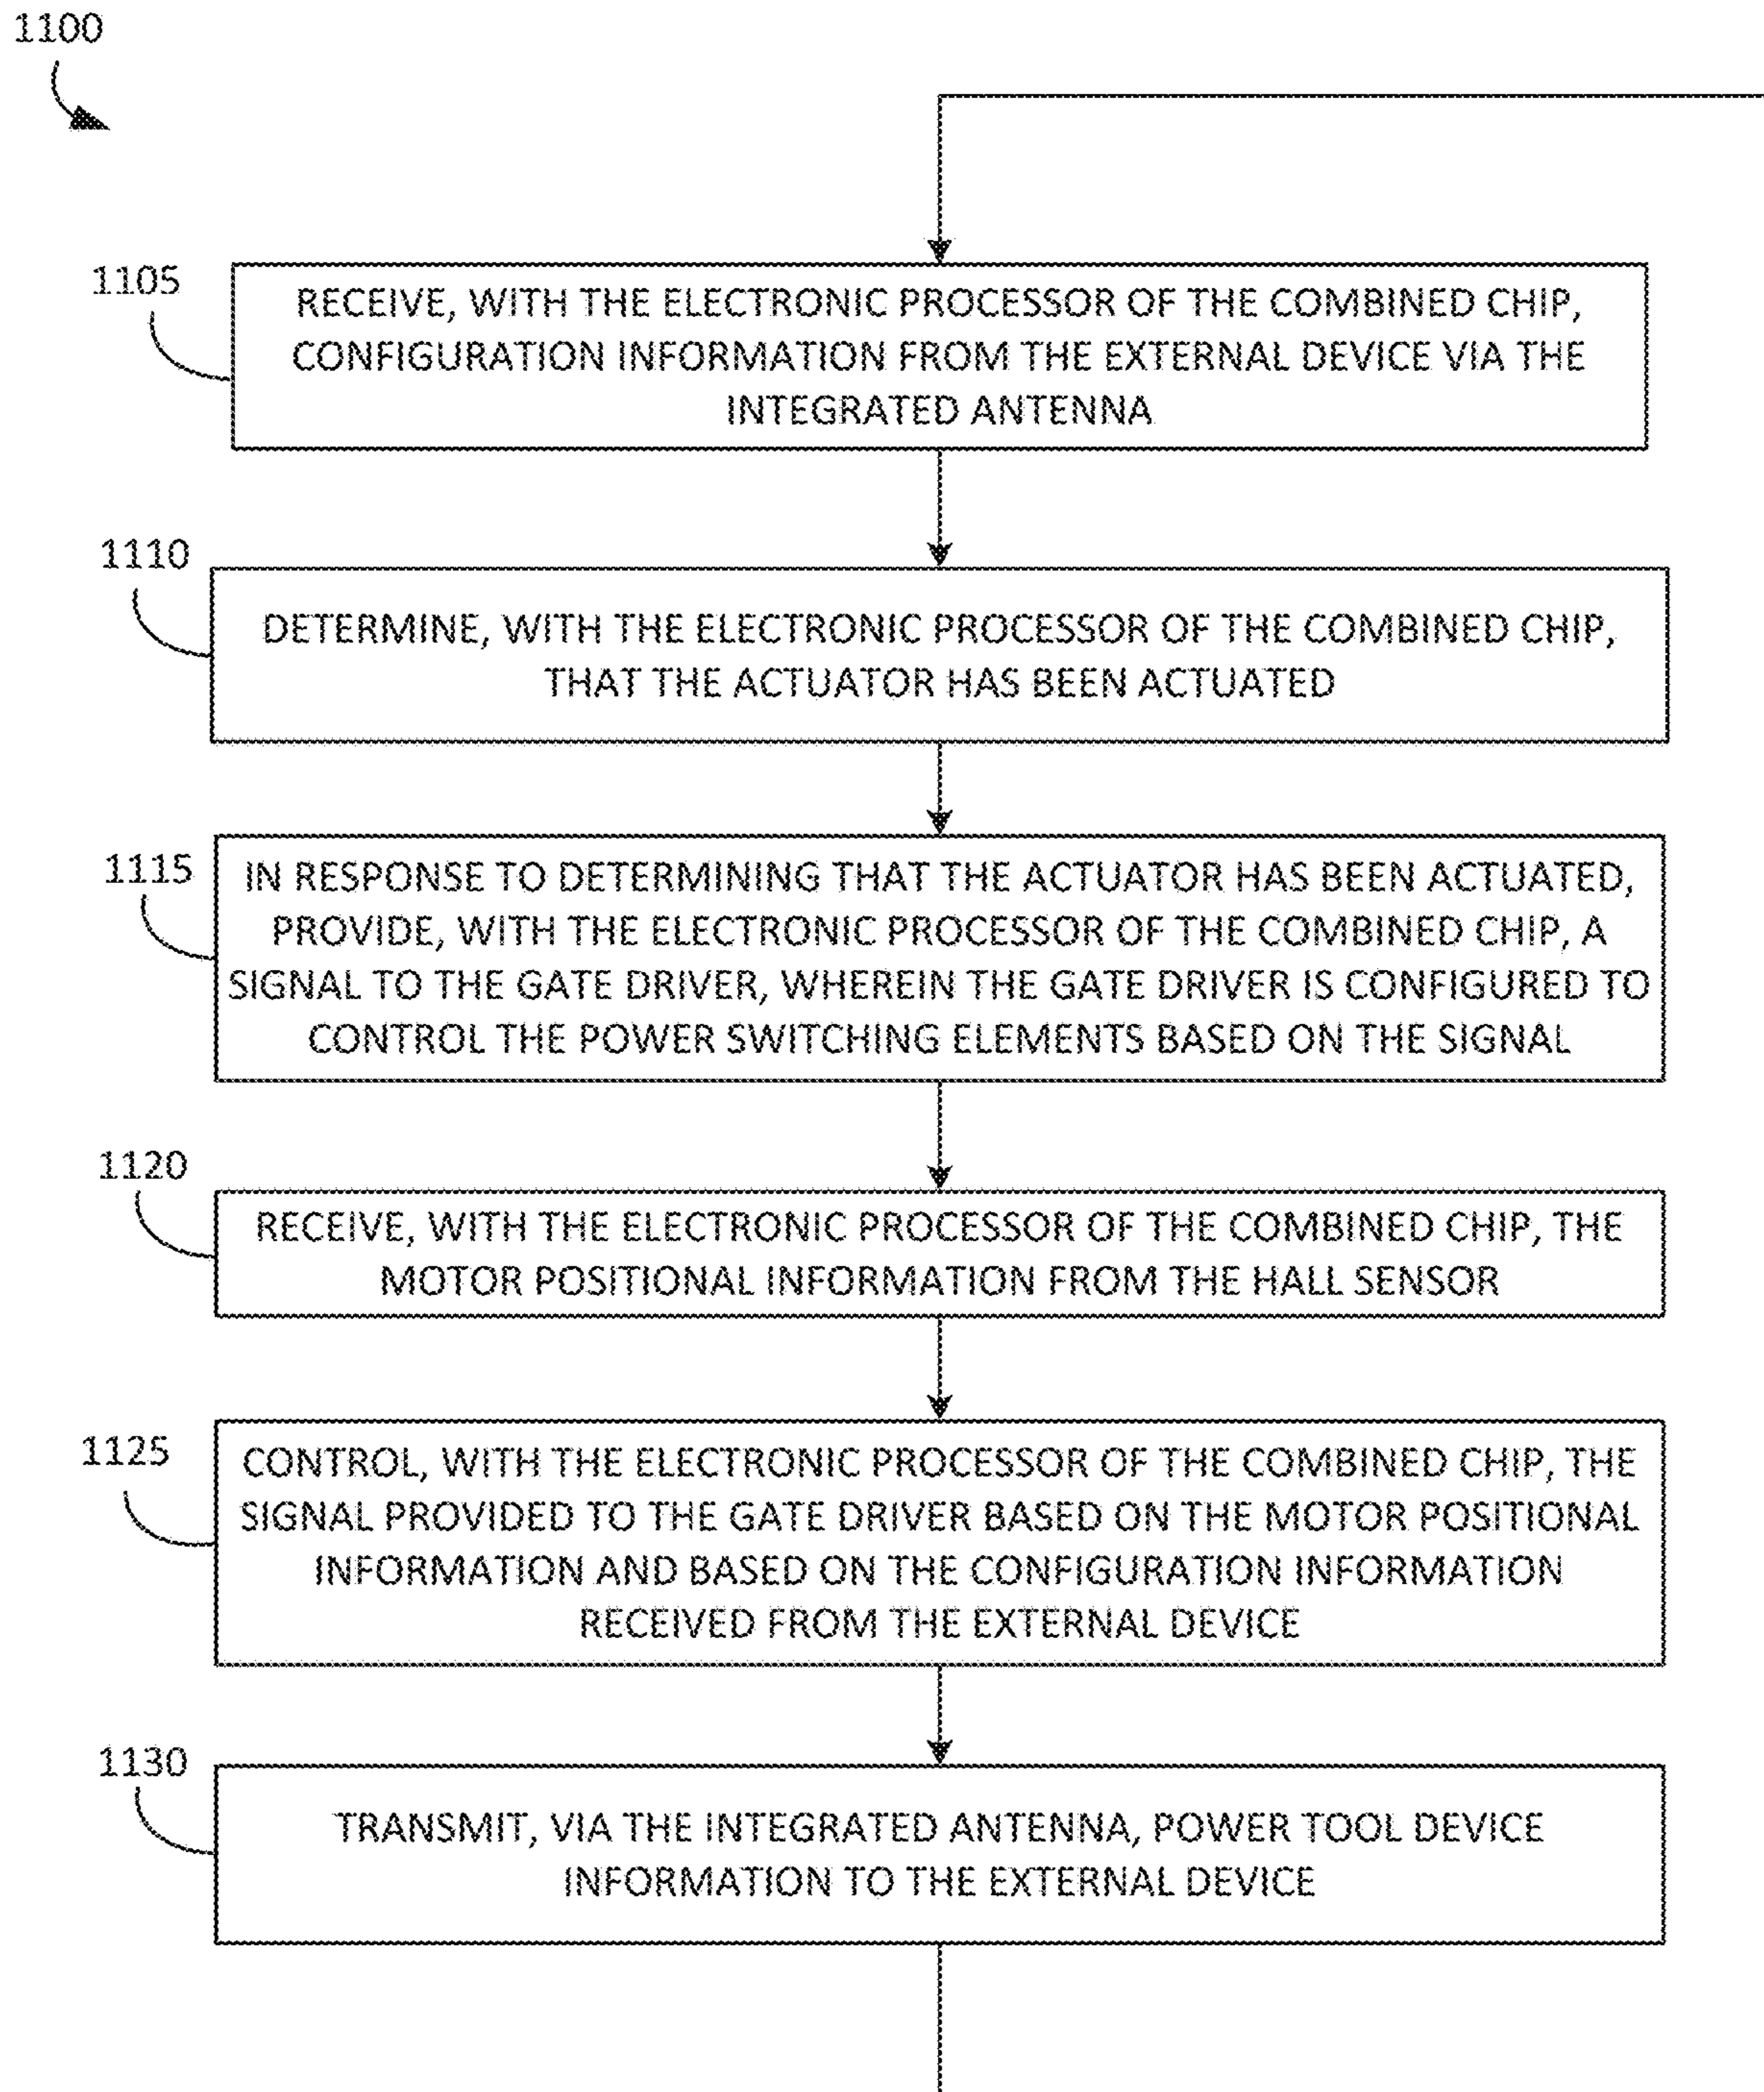 1100
1105
RECEIVE, WITH THE ELECTRONIC PROCESSOR OF THE COMBINED CHIP,
CONFIGURATION INFORMATION FROM THE EXTERNAL DEVICE VIA THE
INTEGRATED ANTENNA
1110
DETERMINE, WITH THE ELECTRONIC PROCESSOR OF THE COMBINED CHIP,
THAT THE ACTUATOR HAS BEEN ACTUATED
1115
IN RESPONSE TO DETERMINING THAT THE ACTUATOR HAS BEEN ACTUATED,
PROVIDE, WITH THE ELECTRONIC PROCESSOR OF THE COMBINED CHIP, A
SIGNAL TO THE GATE DRIVER, WHEREIN THE GATE DRIVER IS CONFIGURED TO
CONTROL THE POWER SWITCHING ELEMENTS BASED ON THE SIGNAL
1120
RECEIVE, WITH THE ELECTRONIC PROCESSOR OF THE COMBINED CHIP, THE
MOTOR POSITIONAL INFORMATION FROM THE HALL SENSOR
1125
CONTROL, WITH THE ELECTRONIC PROCESSOR OF THE COMBINED CHIP, THE
SIGNAL PROVIDED TO THE GATE DRIVER BASED ON THE MOTOR POSITIONAL
INFORMATION AND BASED ON THE CONFIGURATION INFORMATION
RECEIVED FROM THE EXTERNAL DEVICE
1130
TRANSMIT, VIA THE INTEGRATED ANTENNA, POWER TOOL DEVICE
INFORMATION TO THE EXTERNAL DEVICE